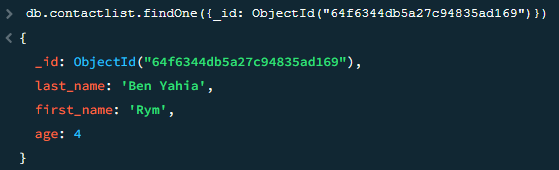 > db.contactlist.findOne({_id: ObjectId("64f6344db5a27c94835ad169")})
< {
_id: ObjectId("64f6344db5a27c94835ad169"),
last_name: 'Ben Yahia',
first_name: 'Rym',
age: 4
}